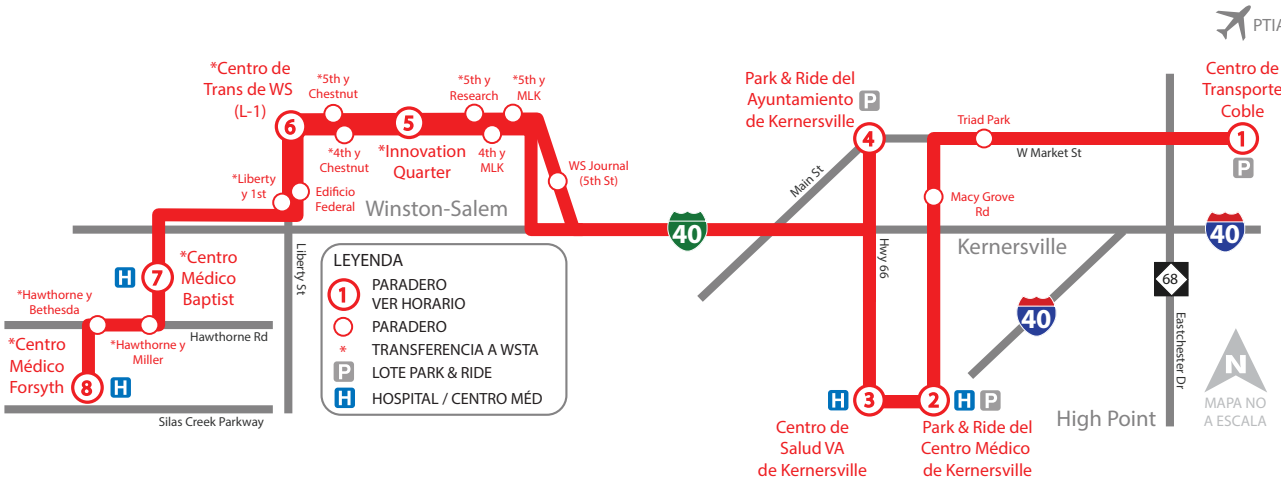 PTIA
*Centro de
Trans de WS
(L-1)
6
*5th y
Chestnut
*4th y
Chestnut
5
*Innovation
Quarter
*5th y
Research
*5th y
MLK
4th y
MLK
WS Journal
(5th St)
*Liberty
y 1st
Edificio
Federal
Winston-Salem
Park & Ride del
Ayuntamiento
de Kernersville
P
4
Main St
Triad Park
W Market St
Centro de
Transporte
Coble
1
P
Macy Grove
Rd
40
Hwy 66
Kernersville
40
40
68
Eastchester Dr
High Point
N
MAPA NO
A ESCALA
Liberty St
H
7
*Centro
Médico
Baptist
*Hawthorne y
Bethesda
*Hawthorne y
Miller
Hawthorne Rd
*Centro
Médico
Forsyth
8
H
Silas Creek Parkway
LEYENDA
1
PARADERO
VER HORARIO
PARADERO
* TRANSFERENCIA A WSTA
P LOTE PARK & RIDE
H HOSPITAL / CENTRO MÉD
H
3
Centro de
Salud VA
de Kernersville
2
H
P
Park & Ride del
Centro Médico
de Kernersville